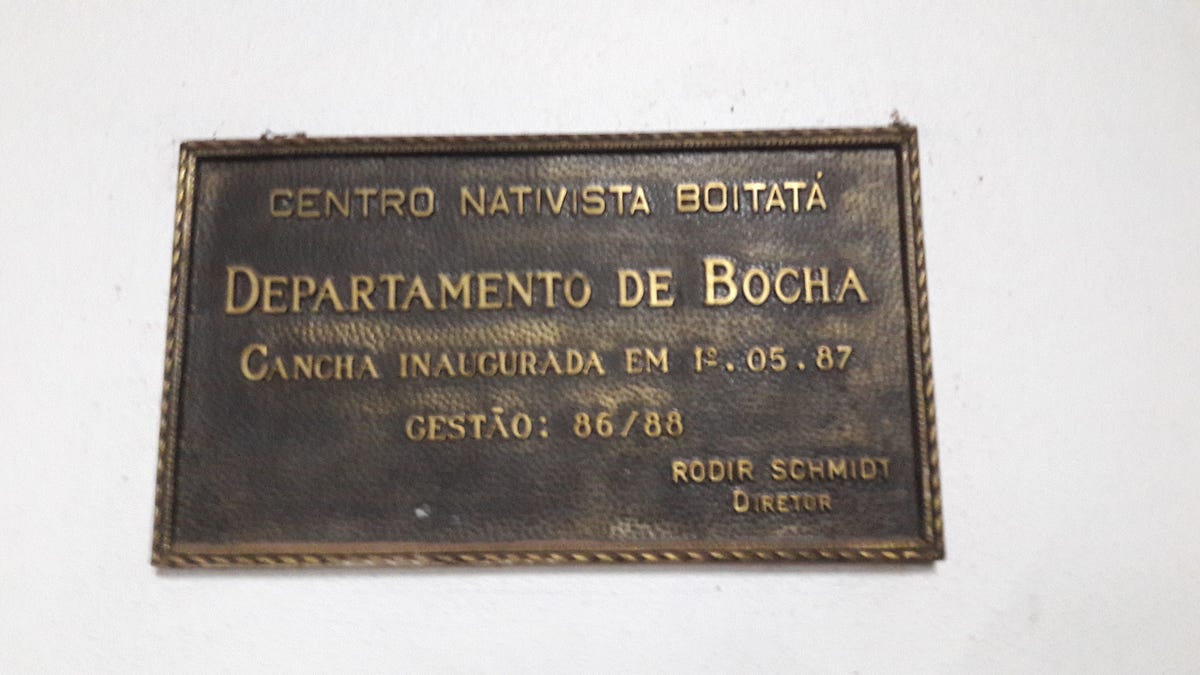 CENTRO NATIVISTA BOITATÁ
DEPARTAMENTO DE BOCHA
CANCHA INAUGURADA EM 1º.05.87
GESTÃO: 86/88
RODIR SCHMIDT
DIRETOR